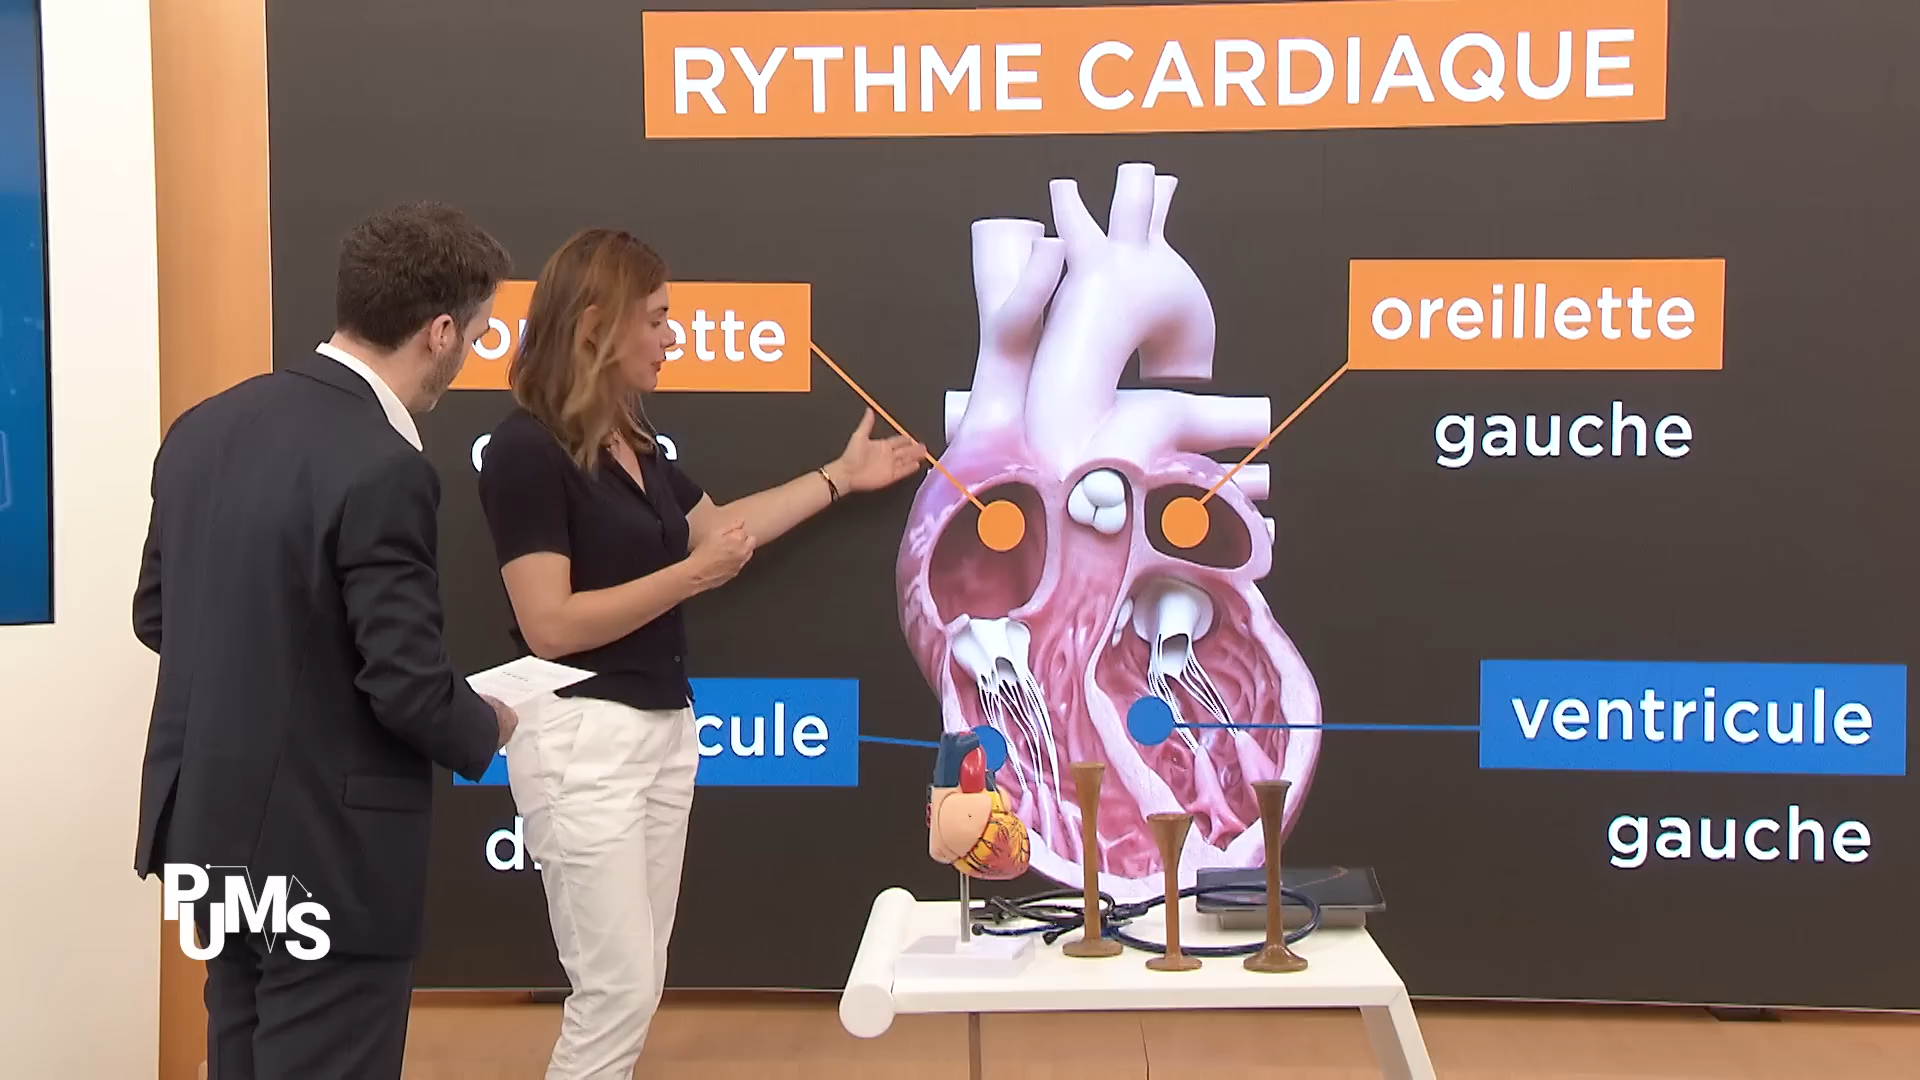 RYTHME CARDIAQUE
oreillette
gauche
ventricule
gauche
PUMS